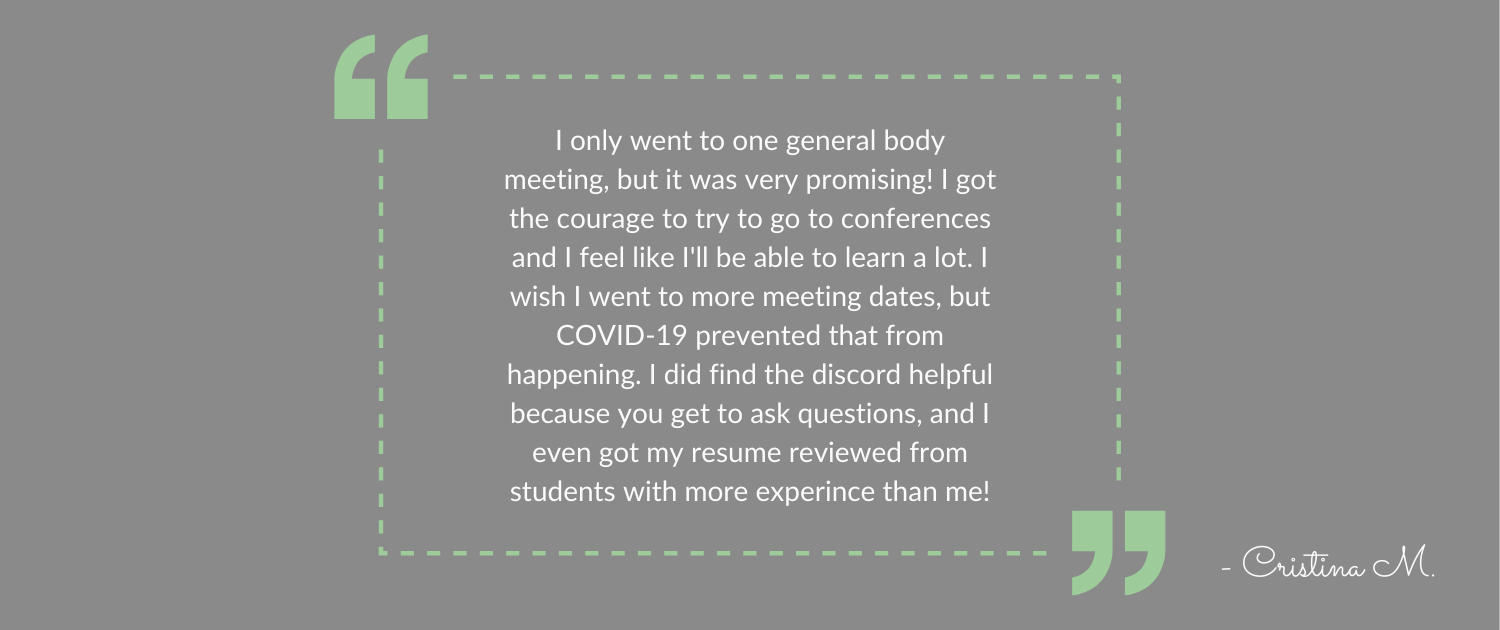 I only went to one general body
meeting, but it was very promising! I got
the courage to try to go to conferences
and I feel like I'll be able to learn a lot. I
wish I went to more meeting dates, but
COVID-19 prevented that from
happening. I did find the discord helpful
because you get to ask questions, and I
even got my resume reviewed from
students with more experince than me!
- Cristina M.